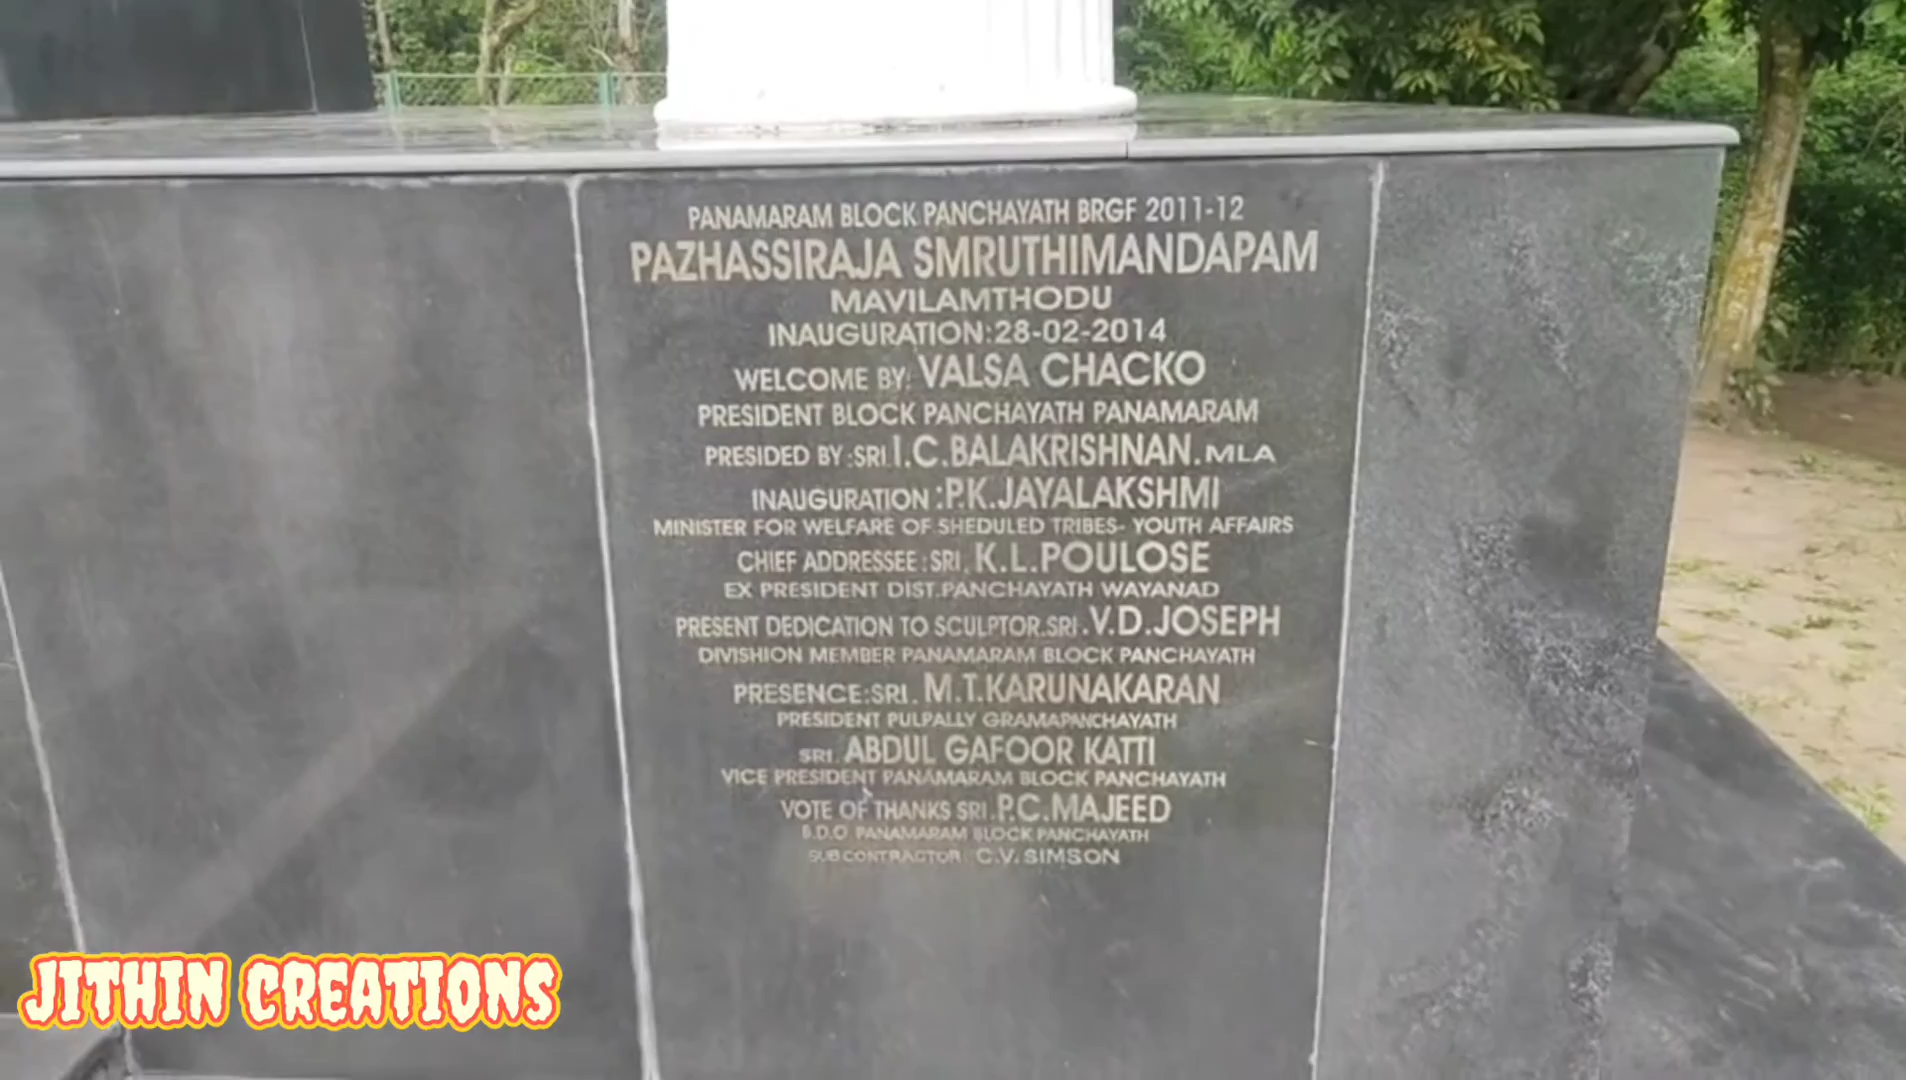 PANAMARAM BLOCK PANCHAYATH BRGF 2011-12
PAZHASSIRAJA SMRUTHIMANDAPAM
MAVILAMTHODU
INAUGURATION:28-02-2014
WELCOME BY: VALSA CHACKO
PRESIDENT BLOCK PANCHAYATH PANAMARAM
PRESIDED BY:SRI.I.C.BALAKRISHNAN.MLA
INAUGURATION :P.K.JAYALAKSHMI
MINISTER FOR WELFARE OF SHEDULED TRIBES- YOUTH AFFAIRS
CHIEF ADDRESSEE:SRI. K.L.POULOSE
EX PRESIDENT DIST.PANCHAYATH WAYANAD
PRESENT DEDICATION TO SCULPTOR.SRI.V.D.JOSEPH
DIVISHION MEMBER PANAMARAM BLOCK PANCHAYATH
PRESENCE:SRI. M.T.KARUNAKARAN
PRESIDENT PULPALLY GRAMAPANCHAYATH
SRI. ABDUL GAFOOR KATTI
VICE PRESIDENT PANAMARAM BLOCK PANCHAYATH
VOTE OF THANKS SRI.P.C.MAJEED
B.D.O. PANAMARAM BLOCK PANCHAYATH
SUB CONTRACTOR: C.V.SIMSON
JITHIN CREATIONS